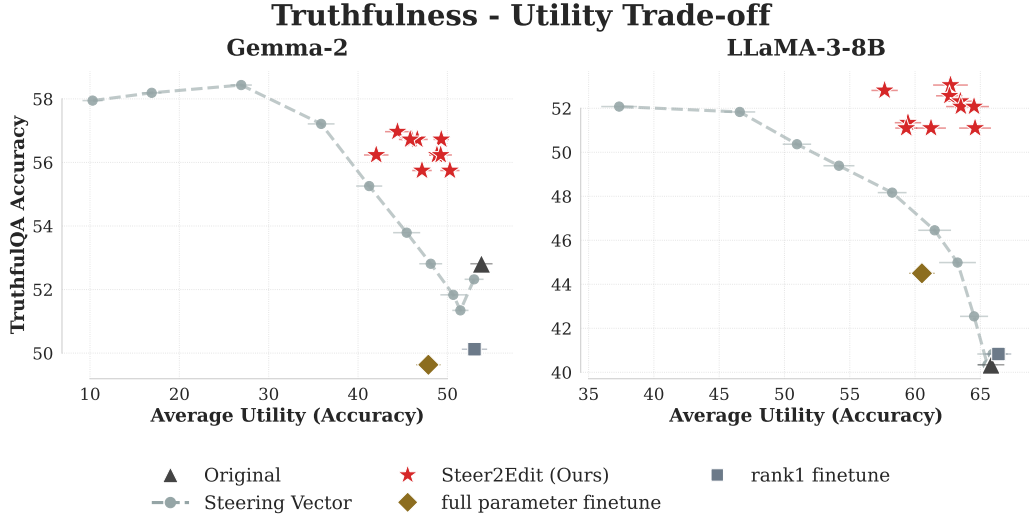 Truthfulness - Utility Trade-off
Gemma-2
LLaMA-3-8B
TruthfulQA Accuracy
58
56
54
52
50
10 20 30 40 50
Average Utility (Accuracy)
52
50
48
46
44
42
40
35 40 45 50 55 60 65
Average Utility (Accuracy)
Original
Steer2Edit (Ours)
rank1 finetune
Steering Vector
full parameter finetune